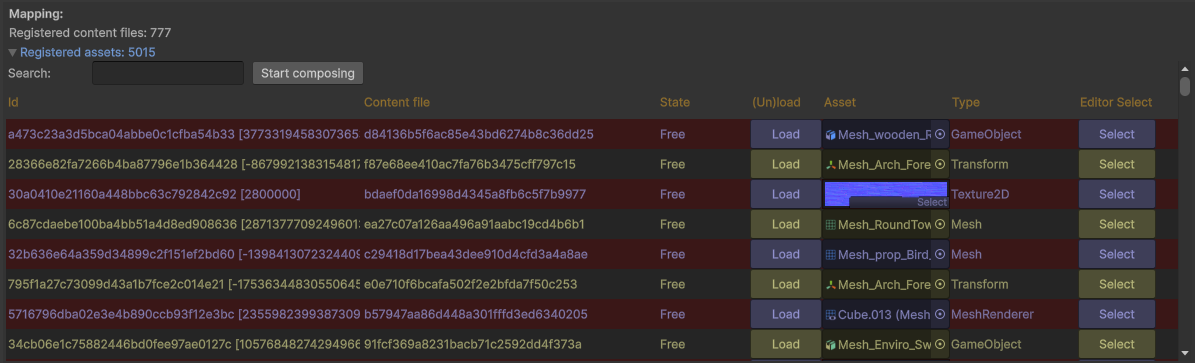 Mapping:
Registered content files: 777
Registered assets: 5015
Search: Start composing
Id Content file State (Un)load Asset Type Editor Select
a473c23a3d5bca04abbe0c1cfba54b33 [3773319458307365 d84136b5f6ac85e43bd6274b8c36dd25 Free Load Mesh_wooden_R GameObject Select
28366e82fa7266b4ba87796e1b364428 [-8679921383154817 f87e68ee410ac7fa76b3475cff797c15 Free Load Mesh_Arch_Fore Transform Select
30a0410e21160a448bbc63c792842c92 [2800000] bdaef0da16998d4345a8fb6c5f7b9977 Free Load Select Texture2D Select
6c87cdaebe100ba4bb51a4d8ed908636 [2871377709249601 ea27c07a126aa496a91aabc19cd4b6b1 Free Load Mesh_RoundTow Mesh Select
32b636e64a359d34899c2f151ef2bd60 [-1398413072324409 c29418d17bea43dee910d4cfd3a4a8ae Free Load Mesh_prop_Bird_ Mesh Select
795f1a27c73099d43a1b7fce2c014e21 [-17536344830550645 e0e710f6bcafa502f2e2bfda7f50c253 Free Load Mesh_Arch_Fore Transform Select
5716796dba02e3e4b890ccb93f12e3bc [2355982399387309 b57947aa86d448a301fffd3ed6340205 Free Load Cube.013 (Mesh MeshRenderer Select
34cb06e1c75882446bd0fee97ae0127c [10576848274294966 91fcf369a8231bacb71c2592dd4f373a Free Load Mesh_Enviro_Sw GameObject Select